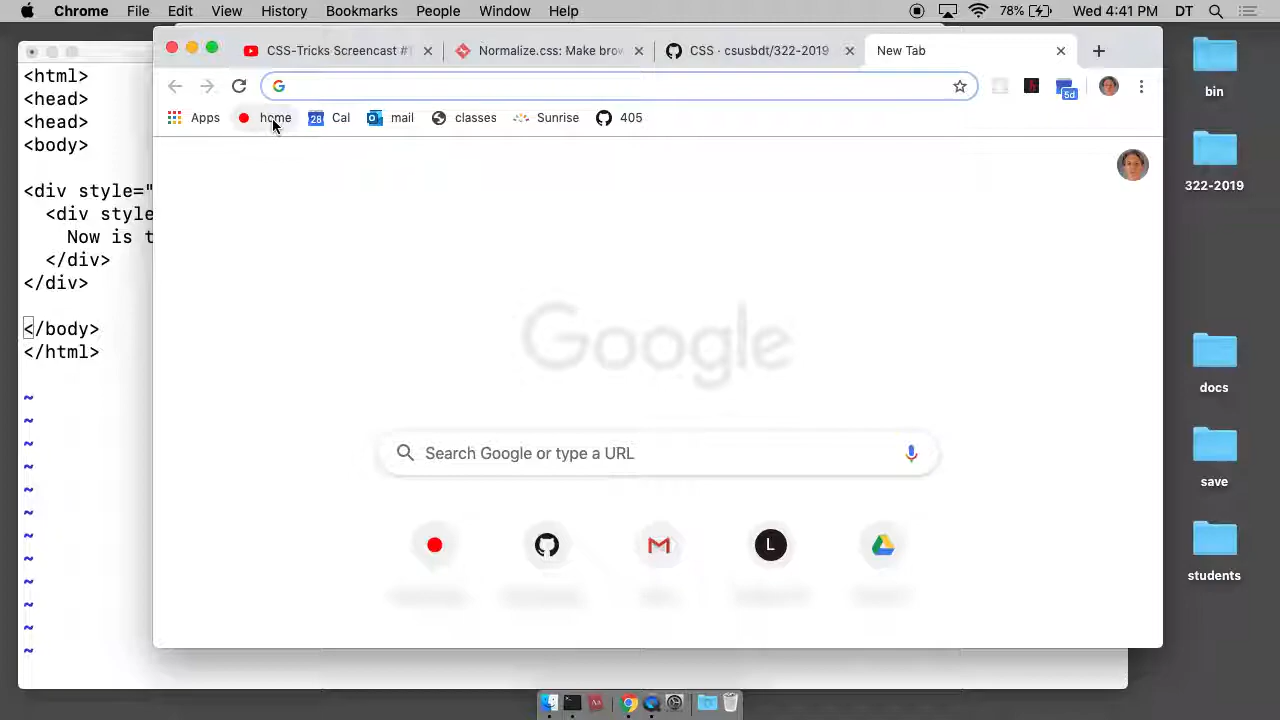 Chrome File Edit View History Bookmarks People Window Help 78% Wed 4:41 PM DT
CSS-Tricks Screencast #1
Normalize.css: Make brow
CSS · csusbdt/322-2019
New Tab
5d
Apps home 28 Cal mail classes Sunrise 405
<html>
<head>
<head>
<body>
<div style="
<div style
Now is t
</div>
</div>
</body>
</html>
~
~
~
~
~
~
~
~
~
~
~
~
Google
Search Google or type a URL
L
bin
322-2019
docs
save
students